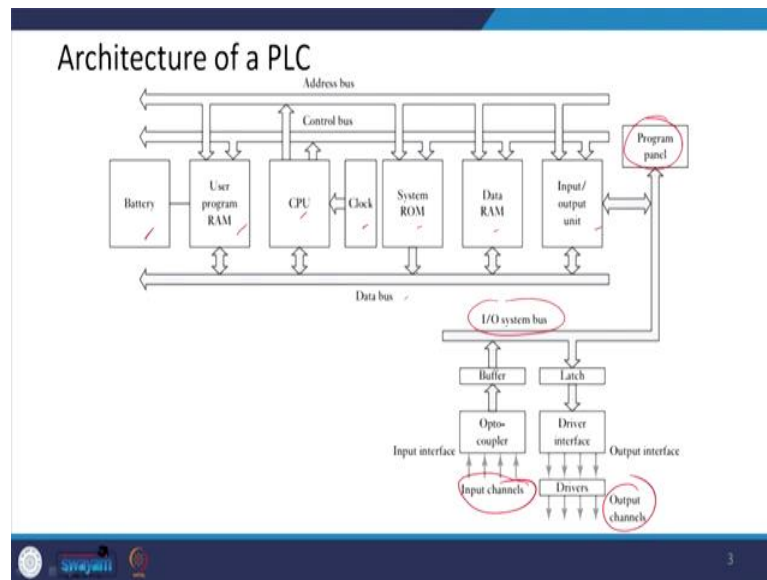 Architecture of a PLC
Address bus
Control bus
Program
panel
Battery
User
program
RAM
CPU
Clock
System
ROM
Data
RAM
Input/
output
unit
Data bus
I/O system bus
Buffer
Latch
Opto-
coupler
Driver
interface
Input interface
Output interface
Input channels
Drivers
Output
channels
swayam
3